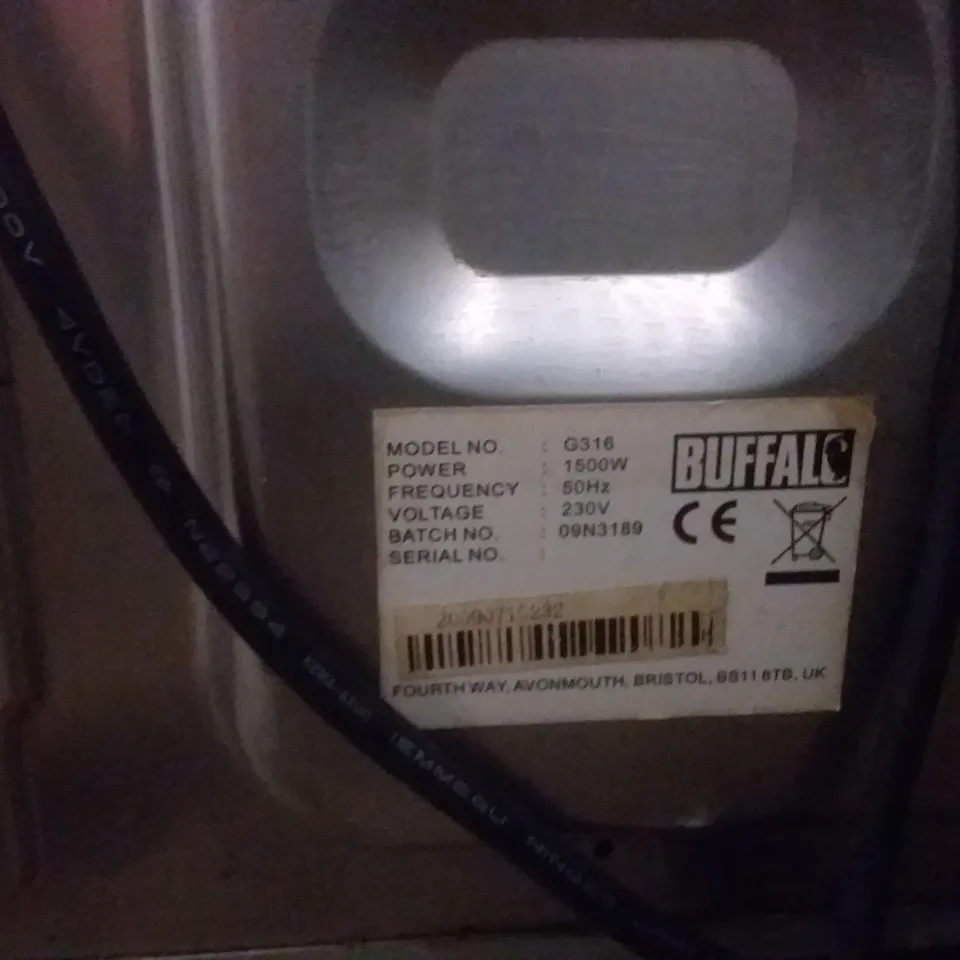 MODEL NO. : G316
POWER : 1500W
FREQUENCY : 50Hz
VOLTAGE : 230V
BATCH NO. : 09N3189
SERIAL NO. :
BUFFALO
CE
FOURTH WAY, AVONMOUTH, BRISTOL, BS11 8TB, UK